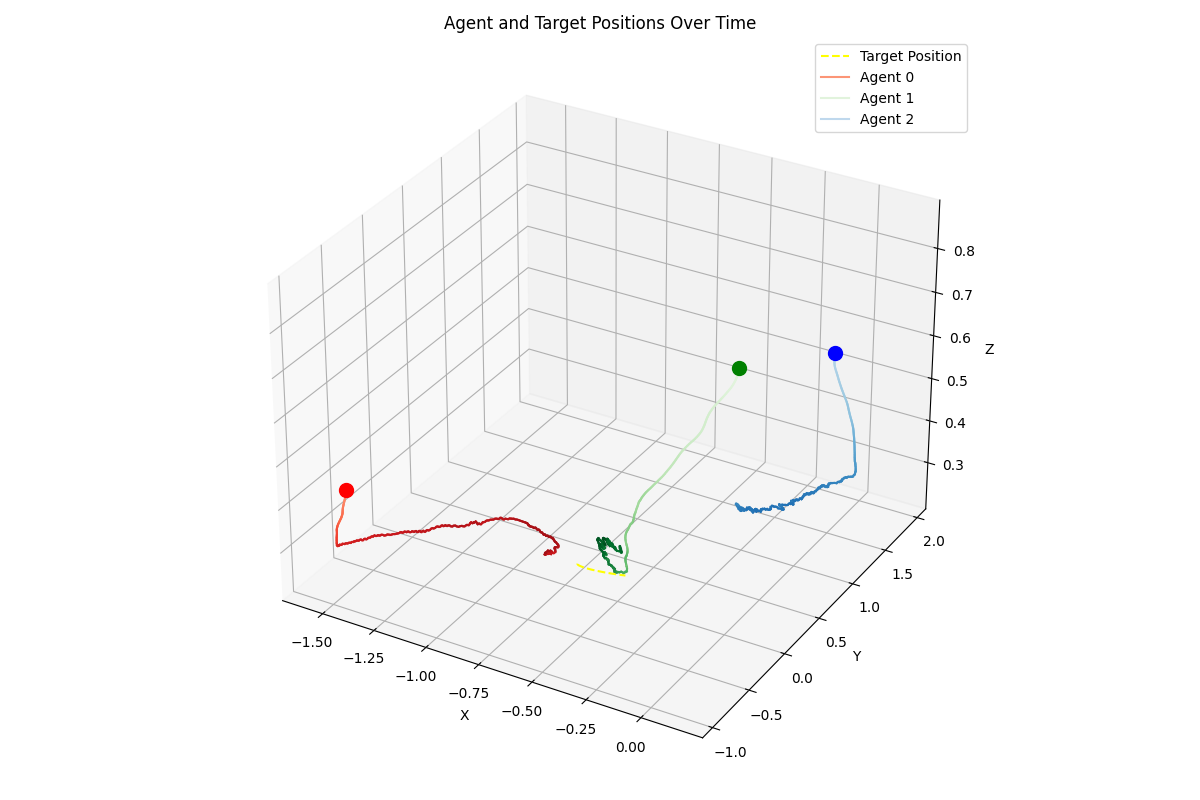 Agent and Target Positions Over Time
Target Position
Agent 0
Agent 1
Agent 2
0.8
0.7
0.6
0.5
0.4
0.3
Z
2.0
1.5
1.0
0.5
0.0
−0.5
−1.0
Y
−1.50
−1.25
−1.00
−0.75
−0.50
−0.25
0.00
X